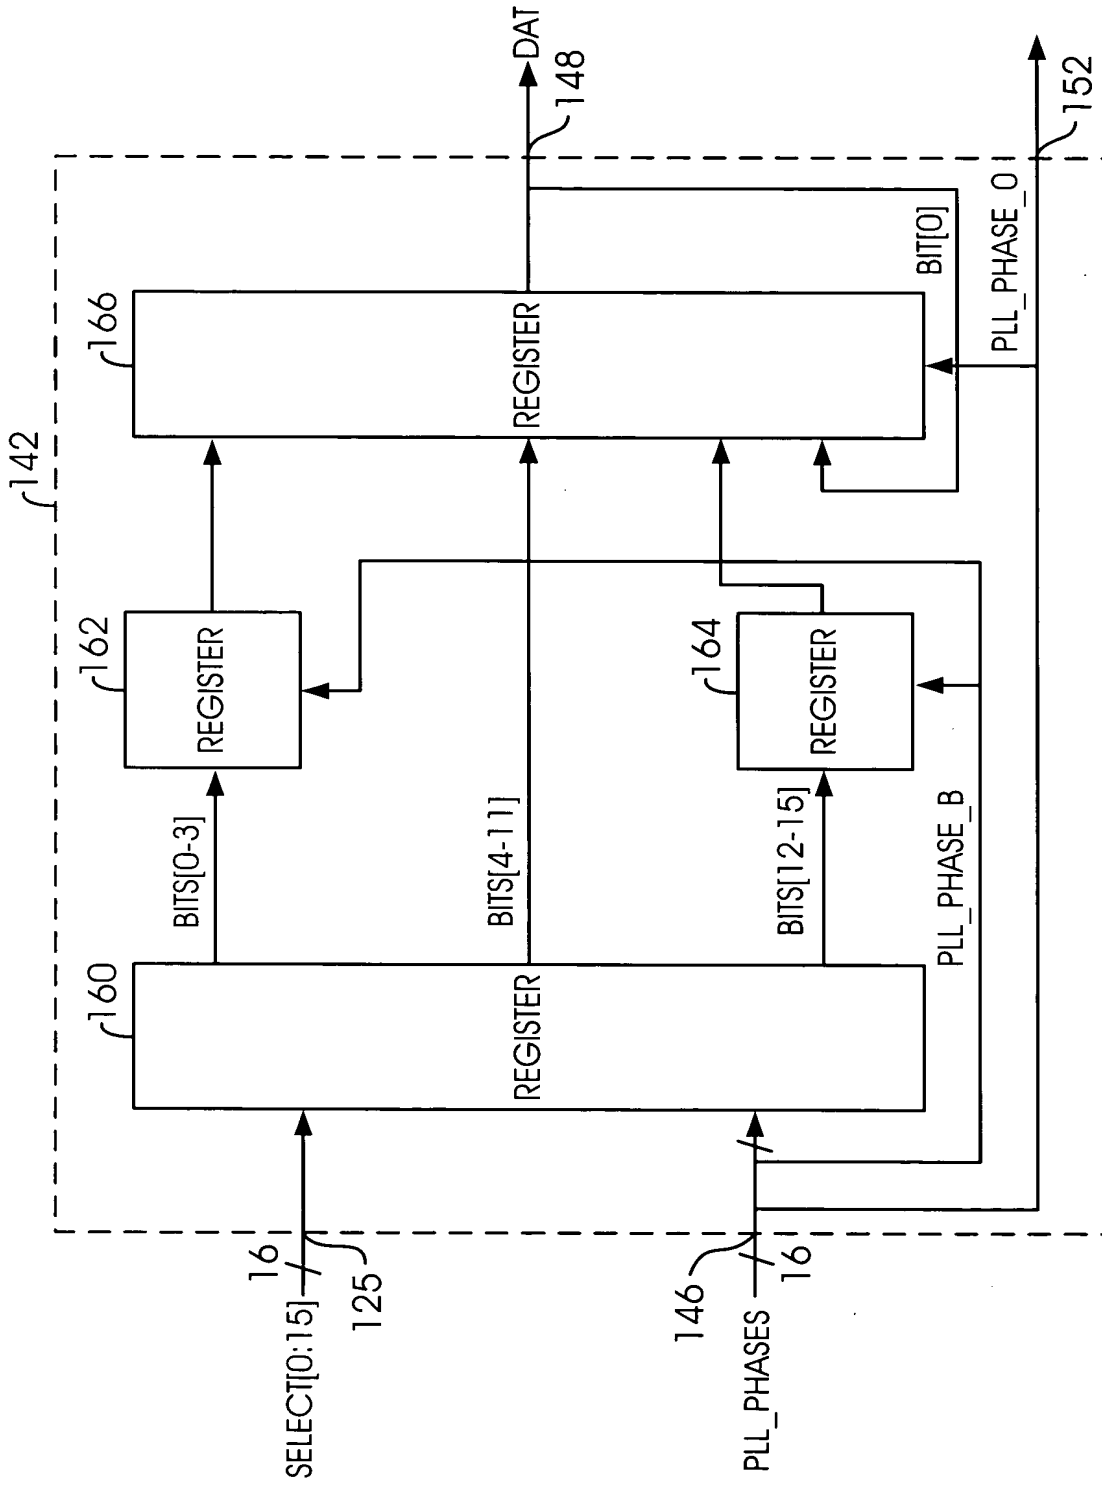 142
SELECT[0:15]
16
125
PLL_PHASES
16
146
160
REGISTER
BITS[0-3]
BITS[4-11]
BITS[12-15]
PLL_PHASE_B
162
REGISTER
164
REGISTER
166
REGISTER
BIT[0]
PLL_PHASE_0
DAT
148
152